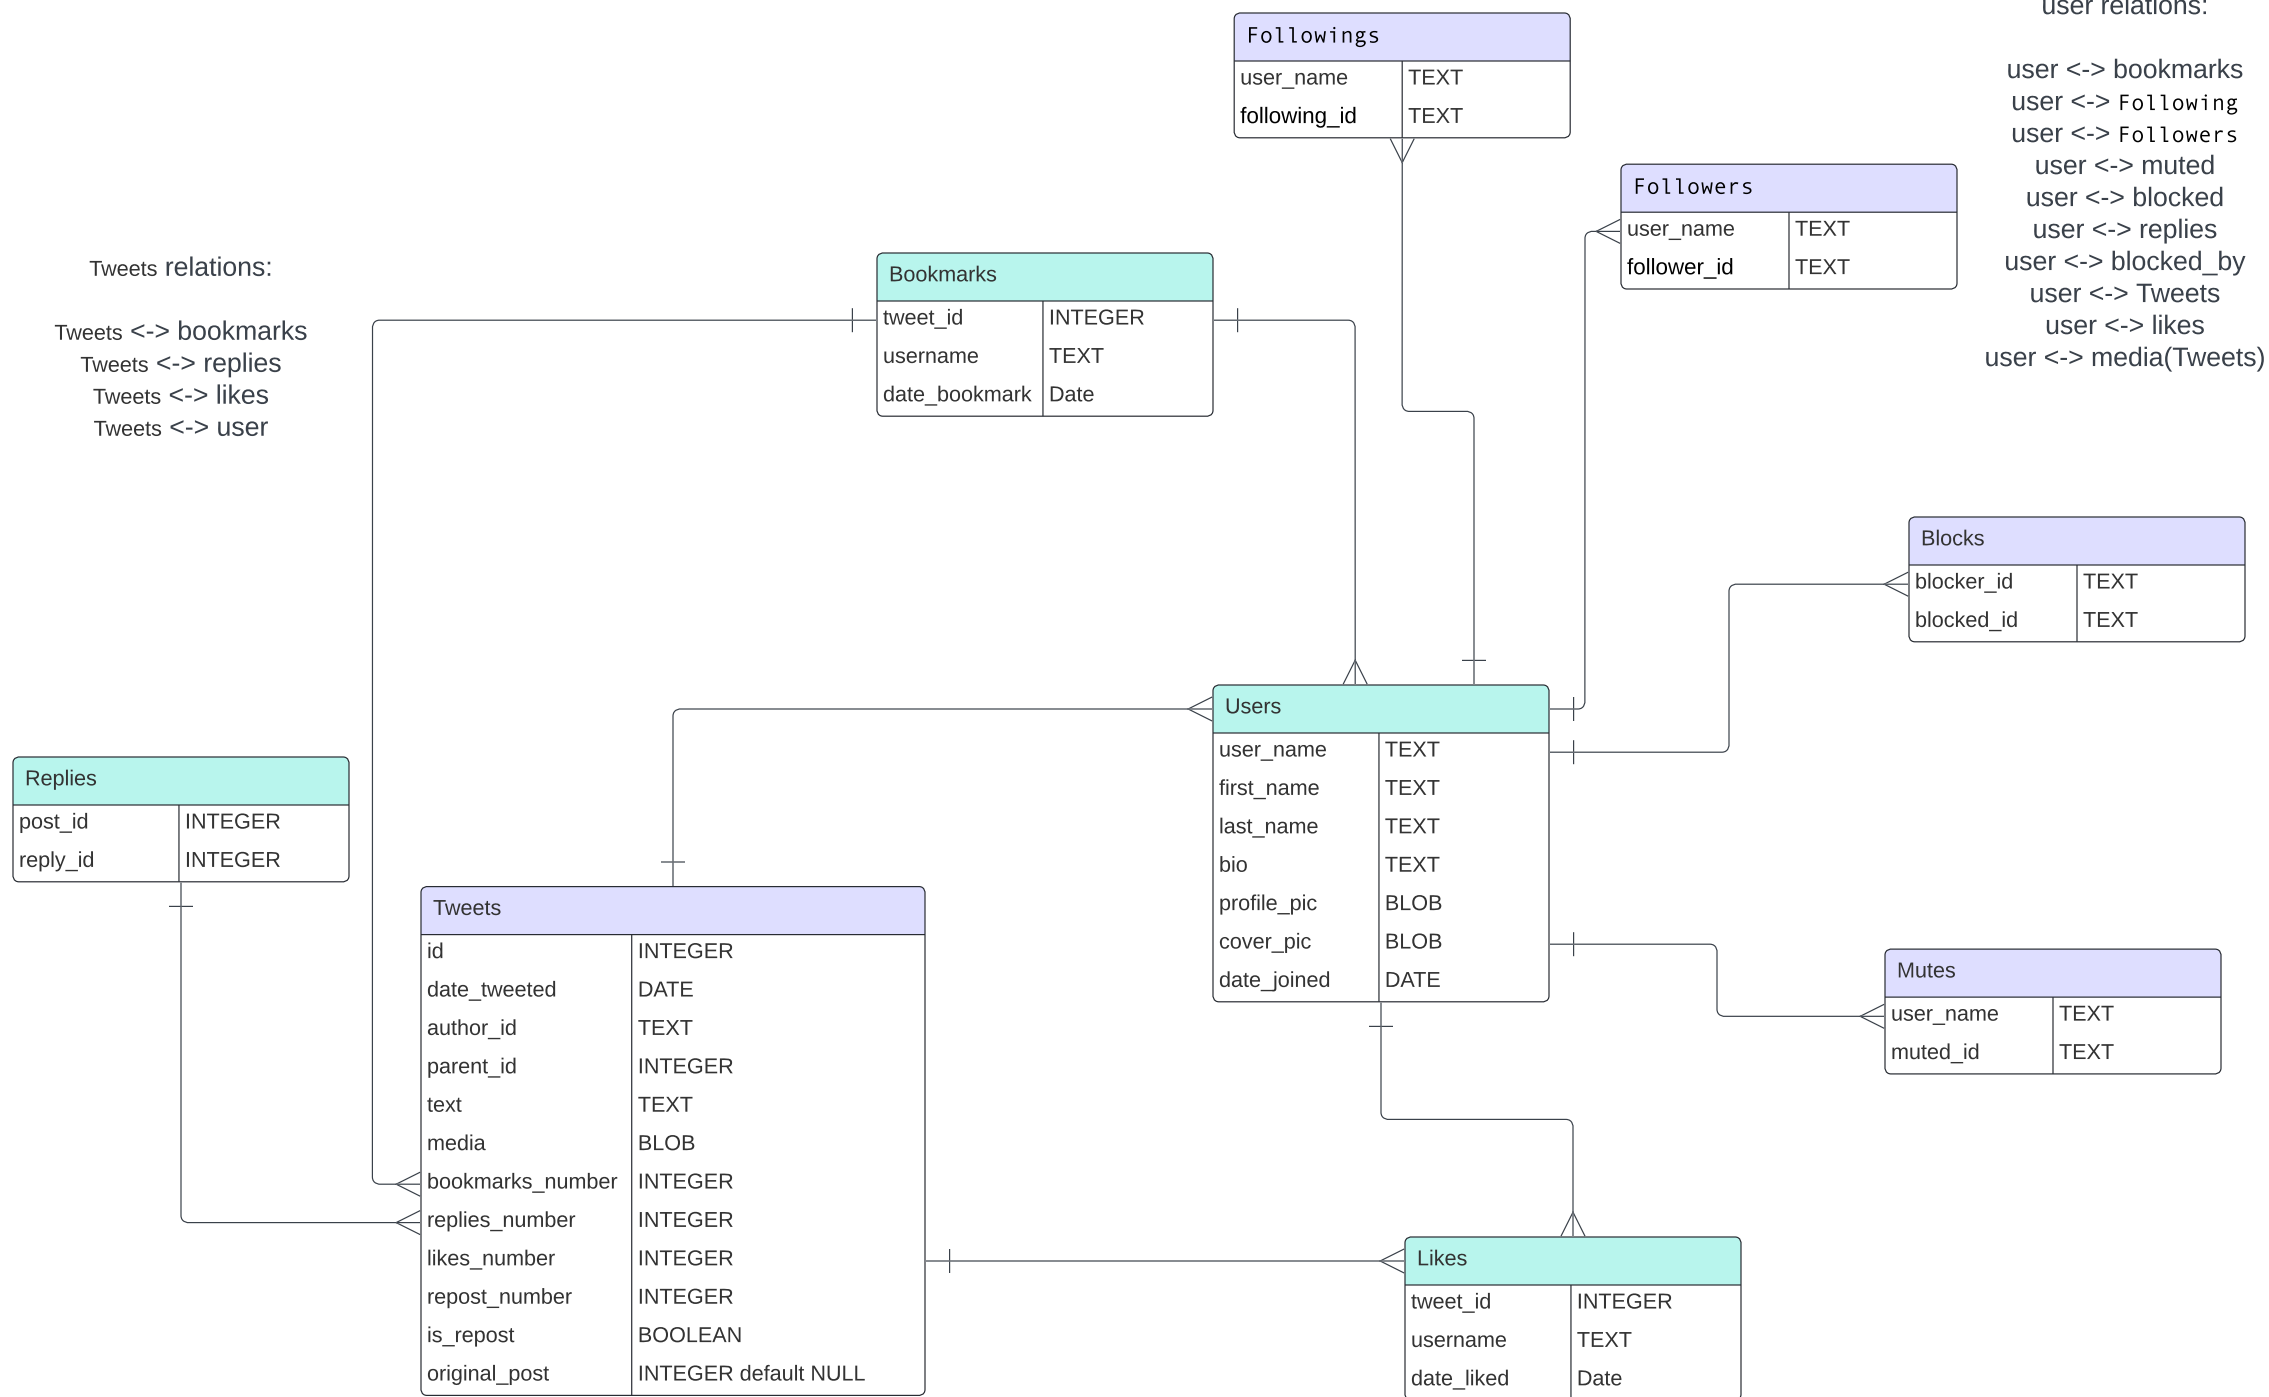 user relations:
user <-> bookmarks
user <-> Following
user <-> Followers
user <-> muted
user <-> blocked
user <-> replies
user <-> blocked_by
user <-> Tweets
user <-> likes
user <-> media(Tweets)
Followings
user_name TEXT
following_id TEXT
Followers
user_name TEXT
follower_id TEXT
Tweets relations:
Tweets <-> bookmarks
Tweets <-> replies
Tweets <-> likes
Tweets <-> user
Bookmarks
tweet_id INTEGER
username TEXT
date_bookmark Date
Blocks
blocker_id TEXT
blocked_id TEXT
Users
user_name TEXT
first_name TEXT
last_name TEXT
bio TEXT
profile_pic BLOB
cover_pic BLOB
date_joined DATE
Replies
post_id INTEGER
reply_id INTEGER
Tweets
id INTEGER
date_tweeted DATE
author_id TEXT
parent_id INTEGER
text TEXT
media BLOB
bookmarks_number INTEGER
replies_number INTEGER
likes_number INTEGER
repost_number INTEGER
is_repost BOOLEAN
original_post INTEGER default NULL
Mutes
user_name TEXT
muted_id TEXT
Likes
tweet_id INTEGER
username TEXT
date_liked Date